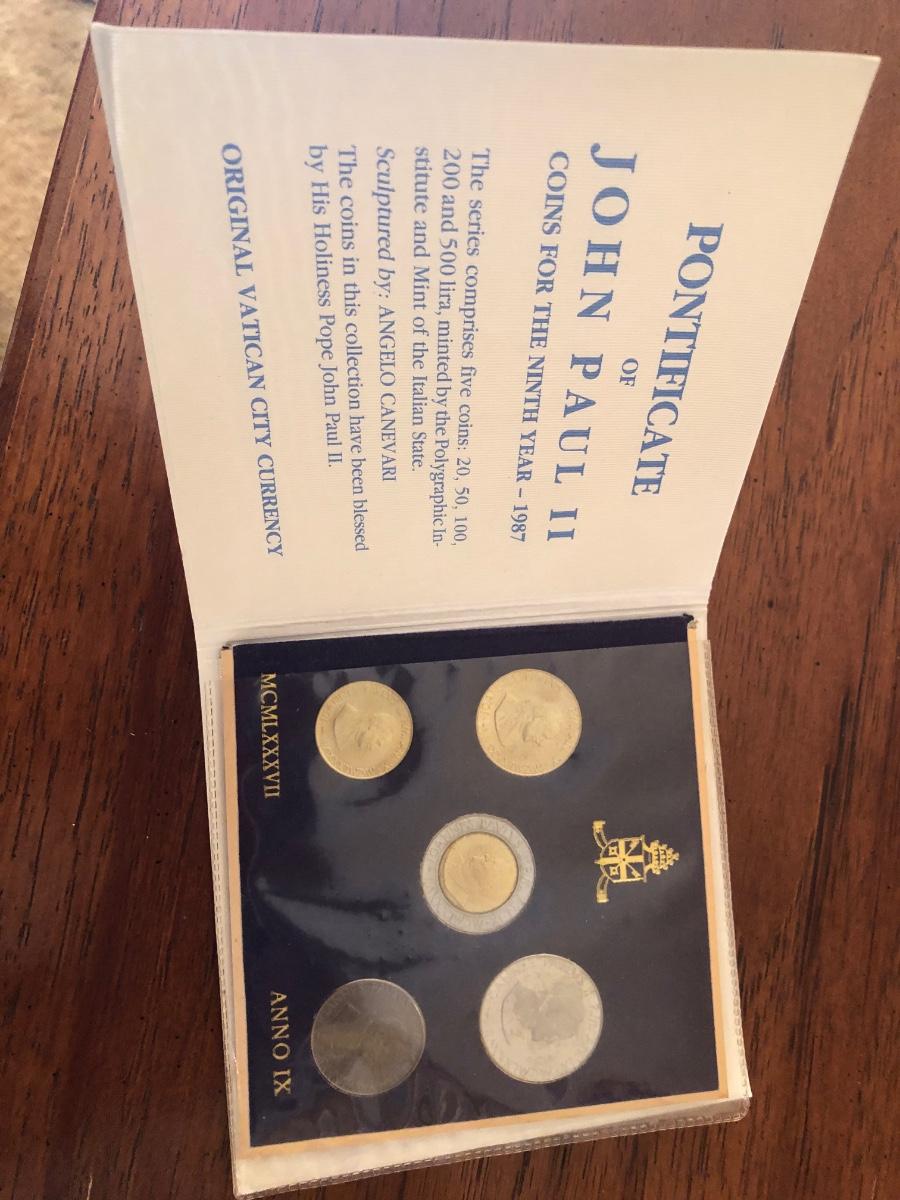 PONTIFICATE
OF
JOHN PAUL II
COINS FOR THE NINTH YEAR – 1987
The series comprises five coins: 20, 50, 100,
200 and 500 lira, minted by the Polygraphic In-
stitute and Mint of the Italian State.
Sculptured by: ANGELO CANEVARI
The coins in this collection have been blessed
by His Holiness Pope John Paul II.
ORIGINAL VATICAN CITY CURRENCY
MCMLXXXVII
ANNO IX